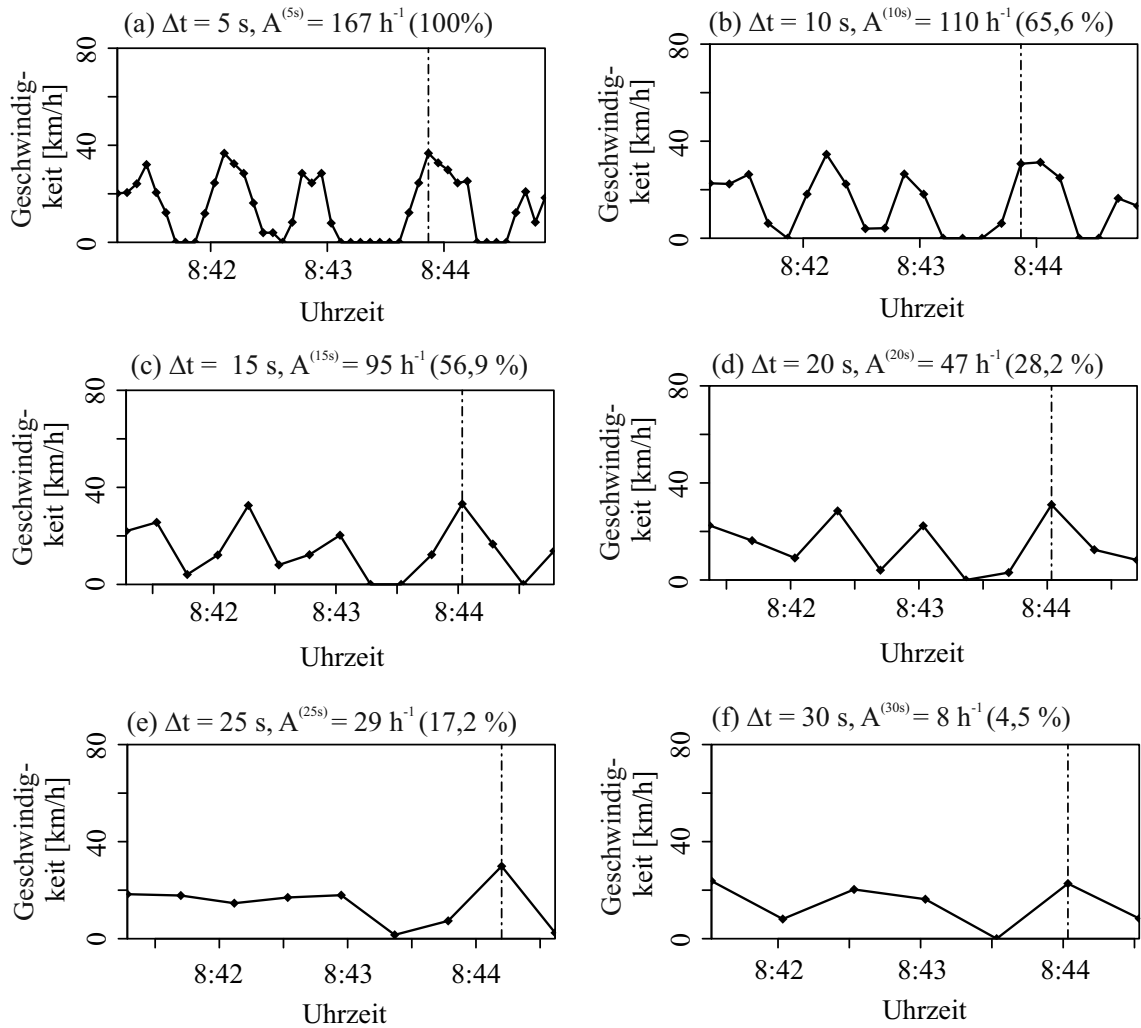 (a) Δt = 5 s, A⁽⁵ˢ⁾ = 167 h⁻¹ (100%)
Geschwindig-
keit [km/h]
80
40
0
8:42 8:43 8:44
Uhrzeit
(b) Δt = 10 s, A⁽¹⁰ˢ⁾ = 110 h⁻¹ (65,6 %)
Geschwindig-
keit [km/h]
80
40
0
8:42 8:43 8:44
Uhrzeit
(c) Δt = 15 s, A⁽¹⁵ˢ⁾ = 95 h⁻¹ (56,9 %)
Geschwindig-
keit [km/h]
80
40
0
8:42 8:43 8:44
Uhrzeit
(d) Δt = 20 s, A⁽²⁰ˢ⁾ = 47 h⁻¹ (28,2 %)
Geschwindig-
keit [km/h]
80
40
0
8:42 8:43 8:44
Uhrzeit
(e) Δt = 25 s, A⁽²⁵ˢ⁾ = 29 h⁻¹ (17,2 %)
Geschwindig-
keit [km/h]
80
40
0
8:42 8:43 8:44
Uhrzeit
(f) Δt = 30 s, A⁽³⁰ˢ⁾ = 8 h⁻¹ (4,5 %)
Geschwindig-
keit [km/h]
80
40
0
8:42 8:43 8:44
Uhrzeit